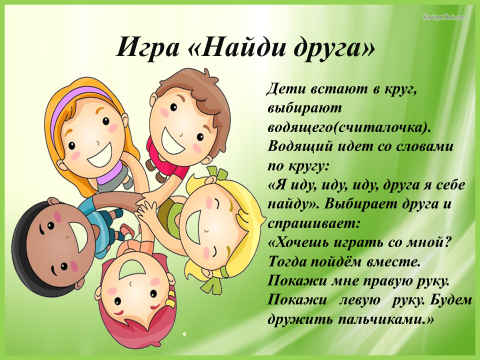 Игра «Найди друга»
Дети встают в круг,
выбирают
водящего(считалочка).
Водящий идет со словами
по кругу:
«Я иду, иду, иду, друга я себе
найду». Выбирает друга и
спрашивает:
«Хочешь играть со мной?
Тогда пойдём вместе.
Покажи мне правую руку.
Покажи левую руку. Будем
дружить пальчиками.»